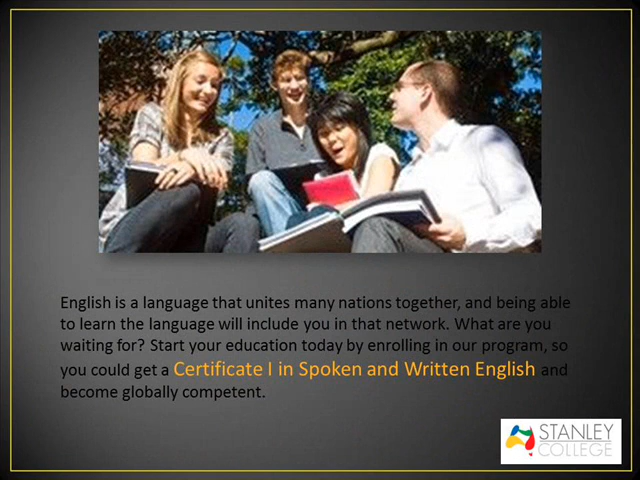 English is a language that unites many nations together, and being able
to learn the language will include you in that network. What are you
waiting for? Start your education today by enrolling in our program, so
you could get a Certificate I in Spoken and Written English and
become globally competent.
STANLEY
COLLEGE